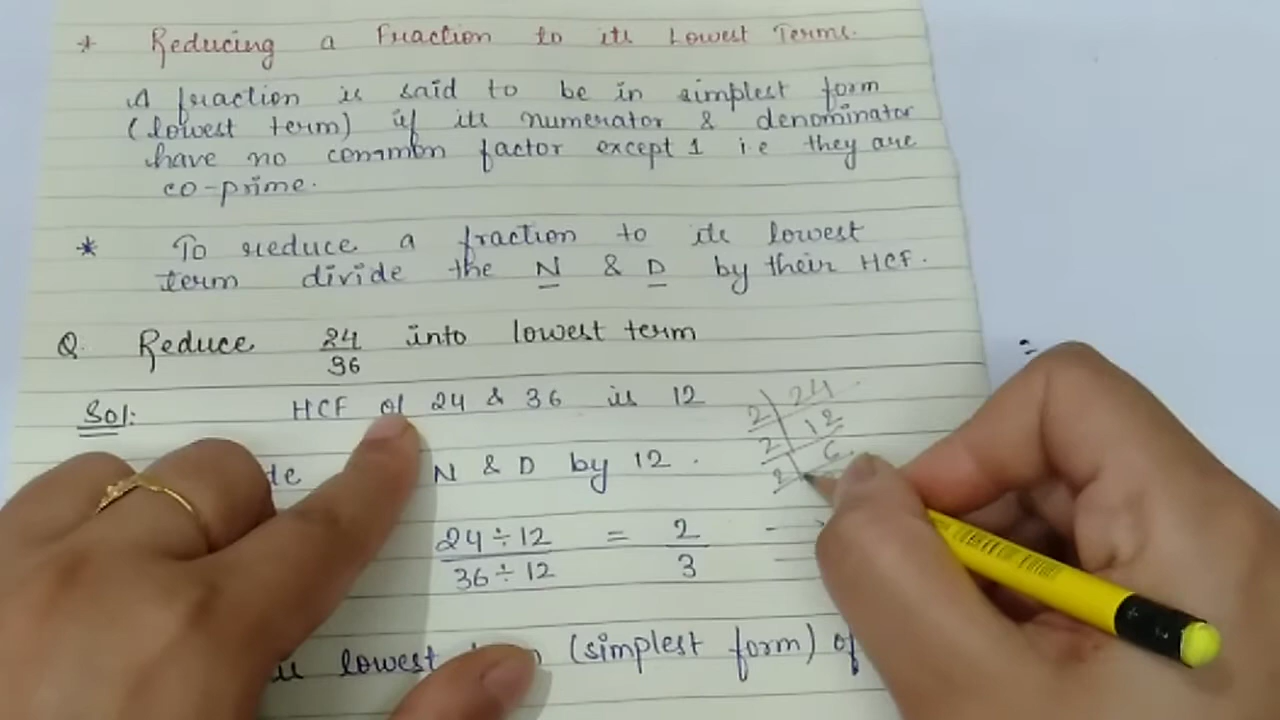 * Reducing a Fraction to its Lowest Terms.
A fraction is said to be in simplest form
(lowest term) if its numerator & denominator
have no common factor except 1 i.e they are
co-prime.
* To reduce a fraction to its lowest
term divide the N & D by their HCF.
Q. Reduce 24/36 into lowest term
Sol: HCF of 24 & 36 is 12
de N & D by 12.
24÷12 = 2
36÷12 3
lowest (simplest form) of
2 24
2 12
2 6